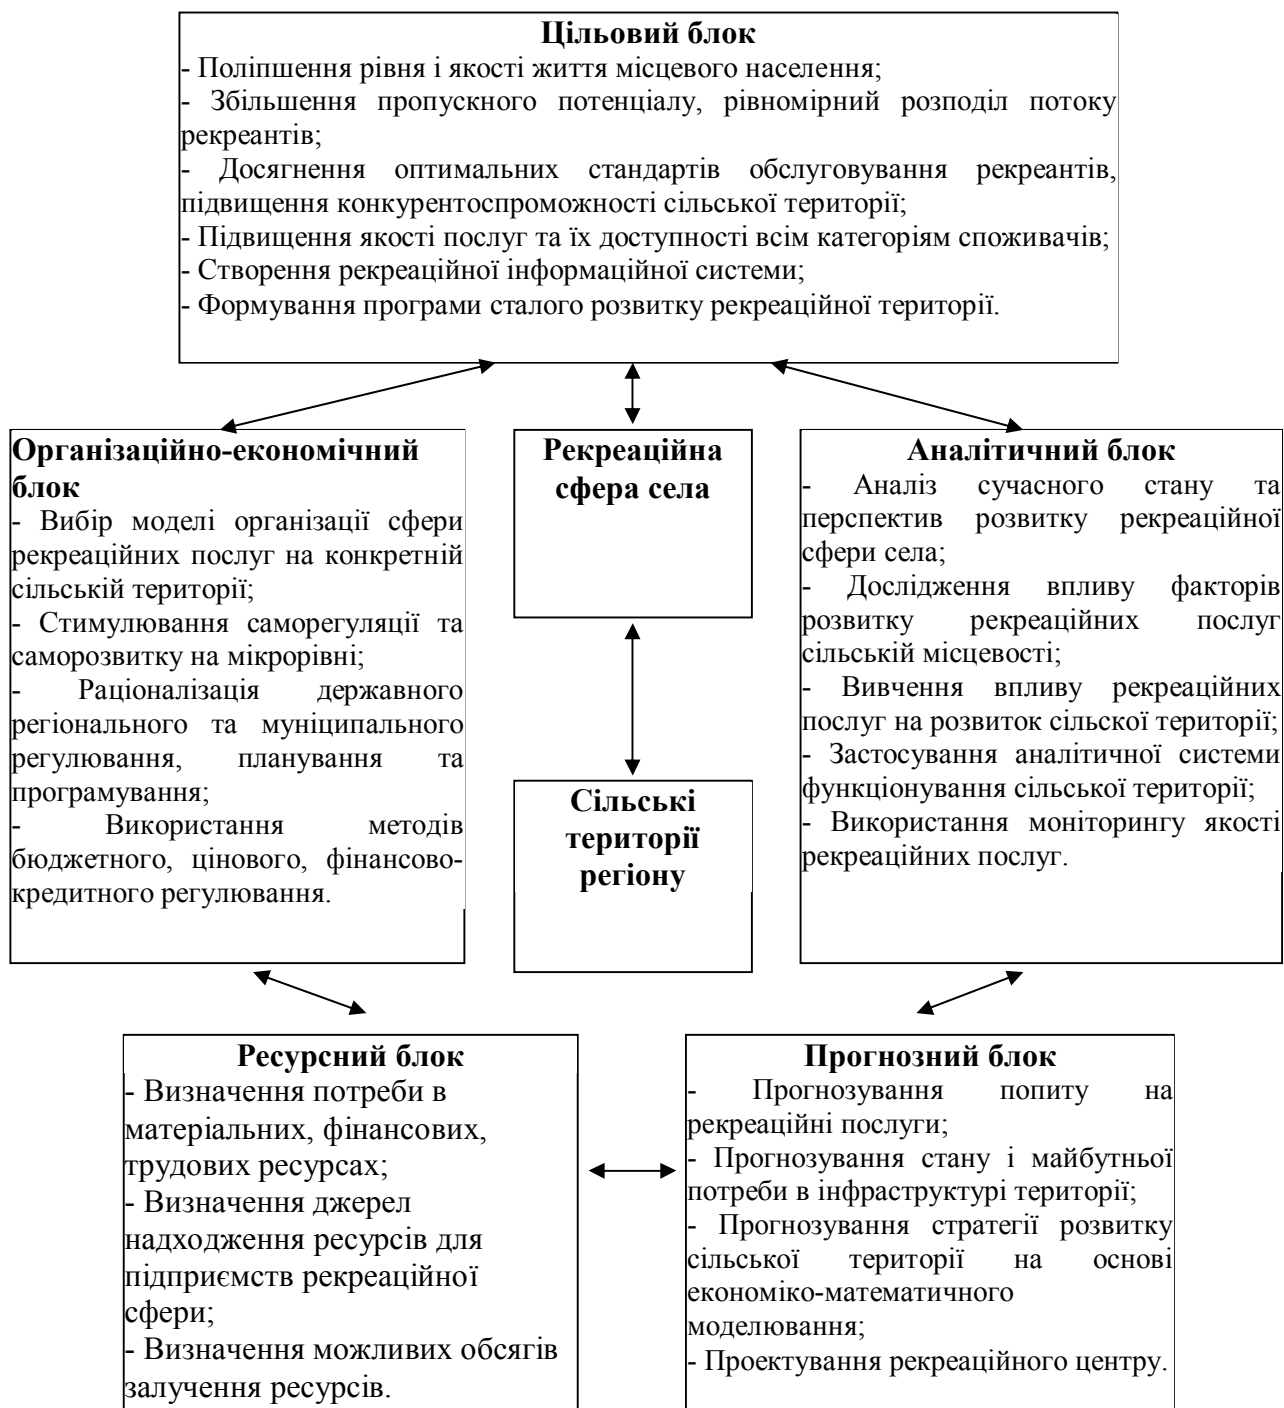 Цільовий блок
- Поліпшення рівня і якості життя місцевого населення;
- Збільшення пропускного потенціалу, рівномірний розподіл потоку
рекреантів;
- Досягнення оптимальних стандартів обслуговування рекреантів,
підвищення конкурентоспроможності сільської території;
- Підвищення якості послуг та їх доступності всім категоріям споживачів;
- Створення рекреаційної інформаційної системи;
- Формування програми сталого розвитку рекреаційної території.
Організаційно-економічний
блок
- Вибір моделі організації сфери
рекреаційних послуг на конкретній
сільській території;
- Стимулювання саморегуляції та
саморозвитку на мікрорівні;
- Раціоналізація державного
регіонального та муніципального
регулювання, планування та
програмування;
- Використання методів
бюджетного, цінового, фінансово-
кредитного регулювання.
Рекреаційна
сфера села
Сільські
території
регіону
Аналітичний блок
- Аналіз сучасного стану та
перспектив розвитку рекреаційної
сфери села;
- Дослідження впливу факторів
розвитку рекреаційних послуг
сільській місцевості;
- Вивчення впливу рекреаційних
послуг на розвиток сільскої території;
- Застосування аналітичної системи
функціонування сільської території;
- Використання моніторингу якості
рекреаційних послуг.
Ресурсний блок
- Визначення потреби в
матеріальних, фінансових,
трудових ресурсах;
- Визначення джерел
надходження ресурсів для
підприємств рекреаційної
сфери;
- Визначення можливих обсягів
залучення ресурсів.
Прогнозний блок
- Прогнозування попиту на
рекреаційні послуги;
- Прогнозування стану і майбутньої
потреби в інфраструктурі території;
- Прогнозування стратегії розвитку
сільської території на основі
економіко-математичного
моделювання;
- Проектування рекреаційного центру.